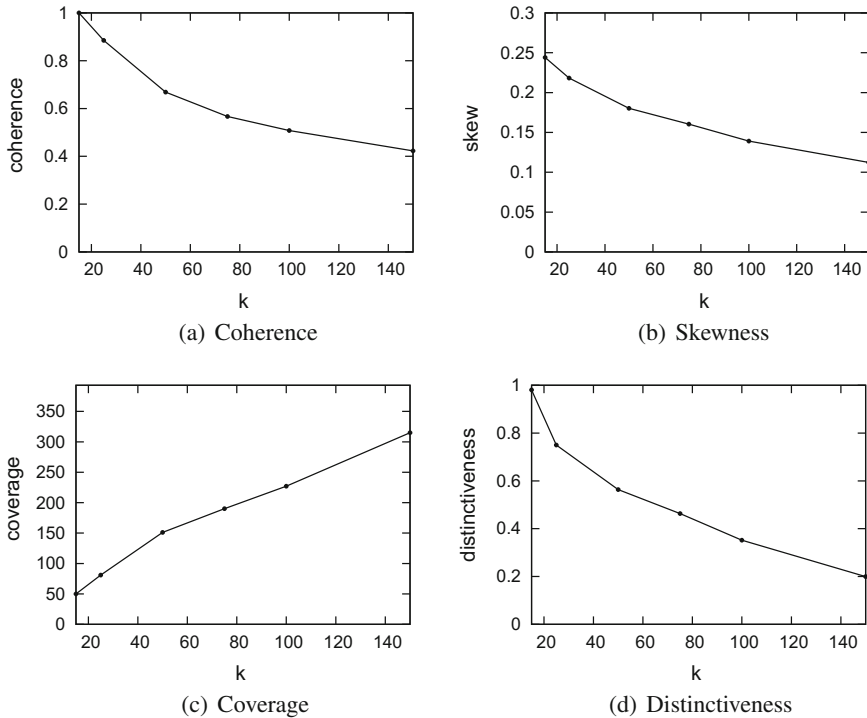 1
0.8
0.6
0.4
0.2
0
coherence
20 40 60 80 100 120 140
k
(a) Coherence
0.3
0.25
0.2
0.15
0.1
0.05
0
skew
20 40 60 80 100 120 140
k
(b) Skewness
350
300
250
200
150
100
50
0
coverage
20 40 60 80 100 120 140
k
(c) Coverage
1
0.8
0.6
0.4
0.2
0
distinctiveness
20 40 60 80 100 120 140
k
(d) Distinctiveness